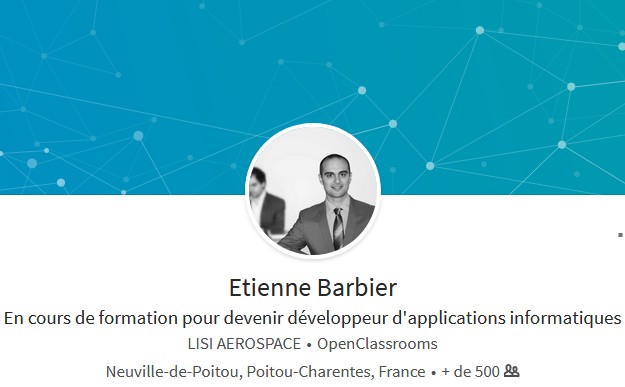 Etienne Barbier
En cours de formation pour devenir développeur d'applications informatiques
LISI AEROSPACE • OpenClassrooms
Neuville-de-Poitou, Poitou-Charentes, France • + de 500